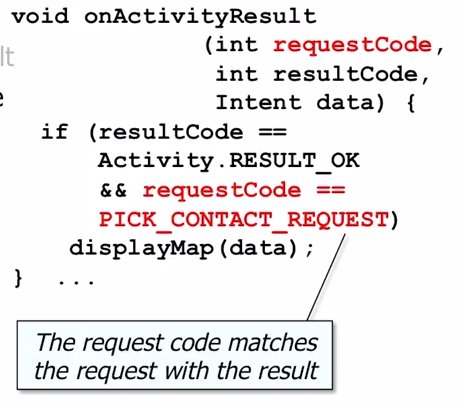 void onActivityResult
(int requestCode,
lt
int resultCode,
e
Intent data) {
if (resultCode ==
Activity.RESULT_OK
&& requestCode ==
PICK_CONTACT_REQUEST)
displayMap(data);
} ...
The request code matches
the request with the result